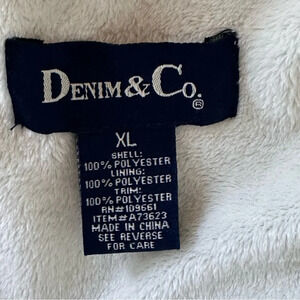 DENIM & CO.®
XL
SHELL:
100% POLYESTER
LINING:
100% POLYESTER
TRIM:
100% POLYESTER
RN#109661
ITEM#A73623
MADE IN CHINA
SEE REVERSE
FOR CARE